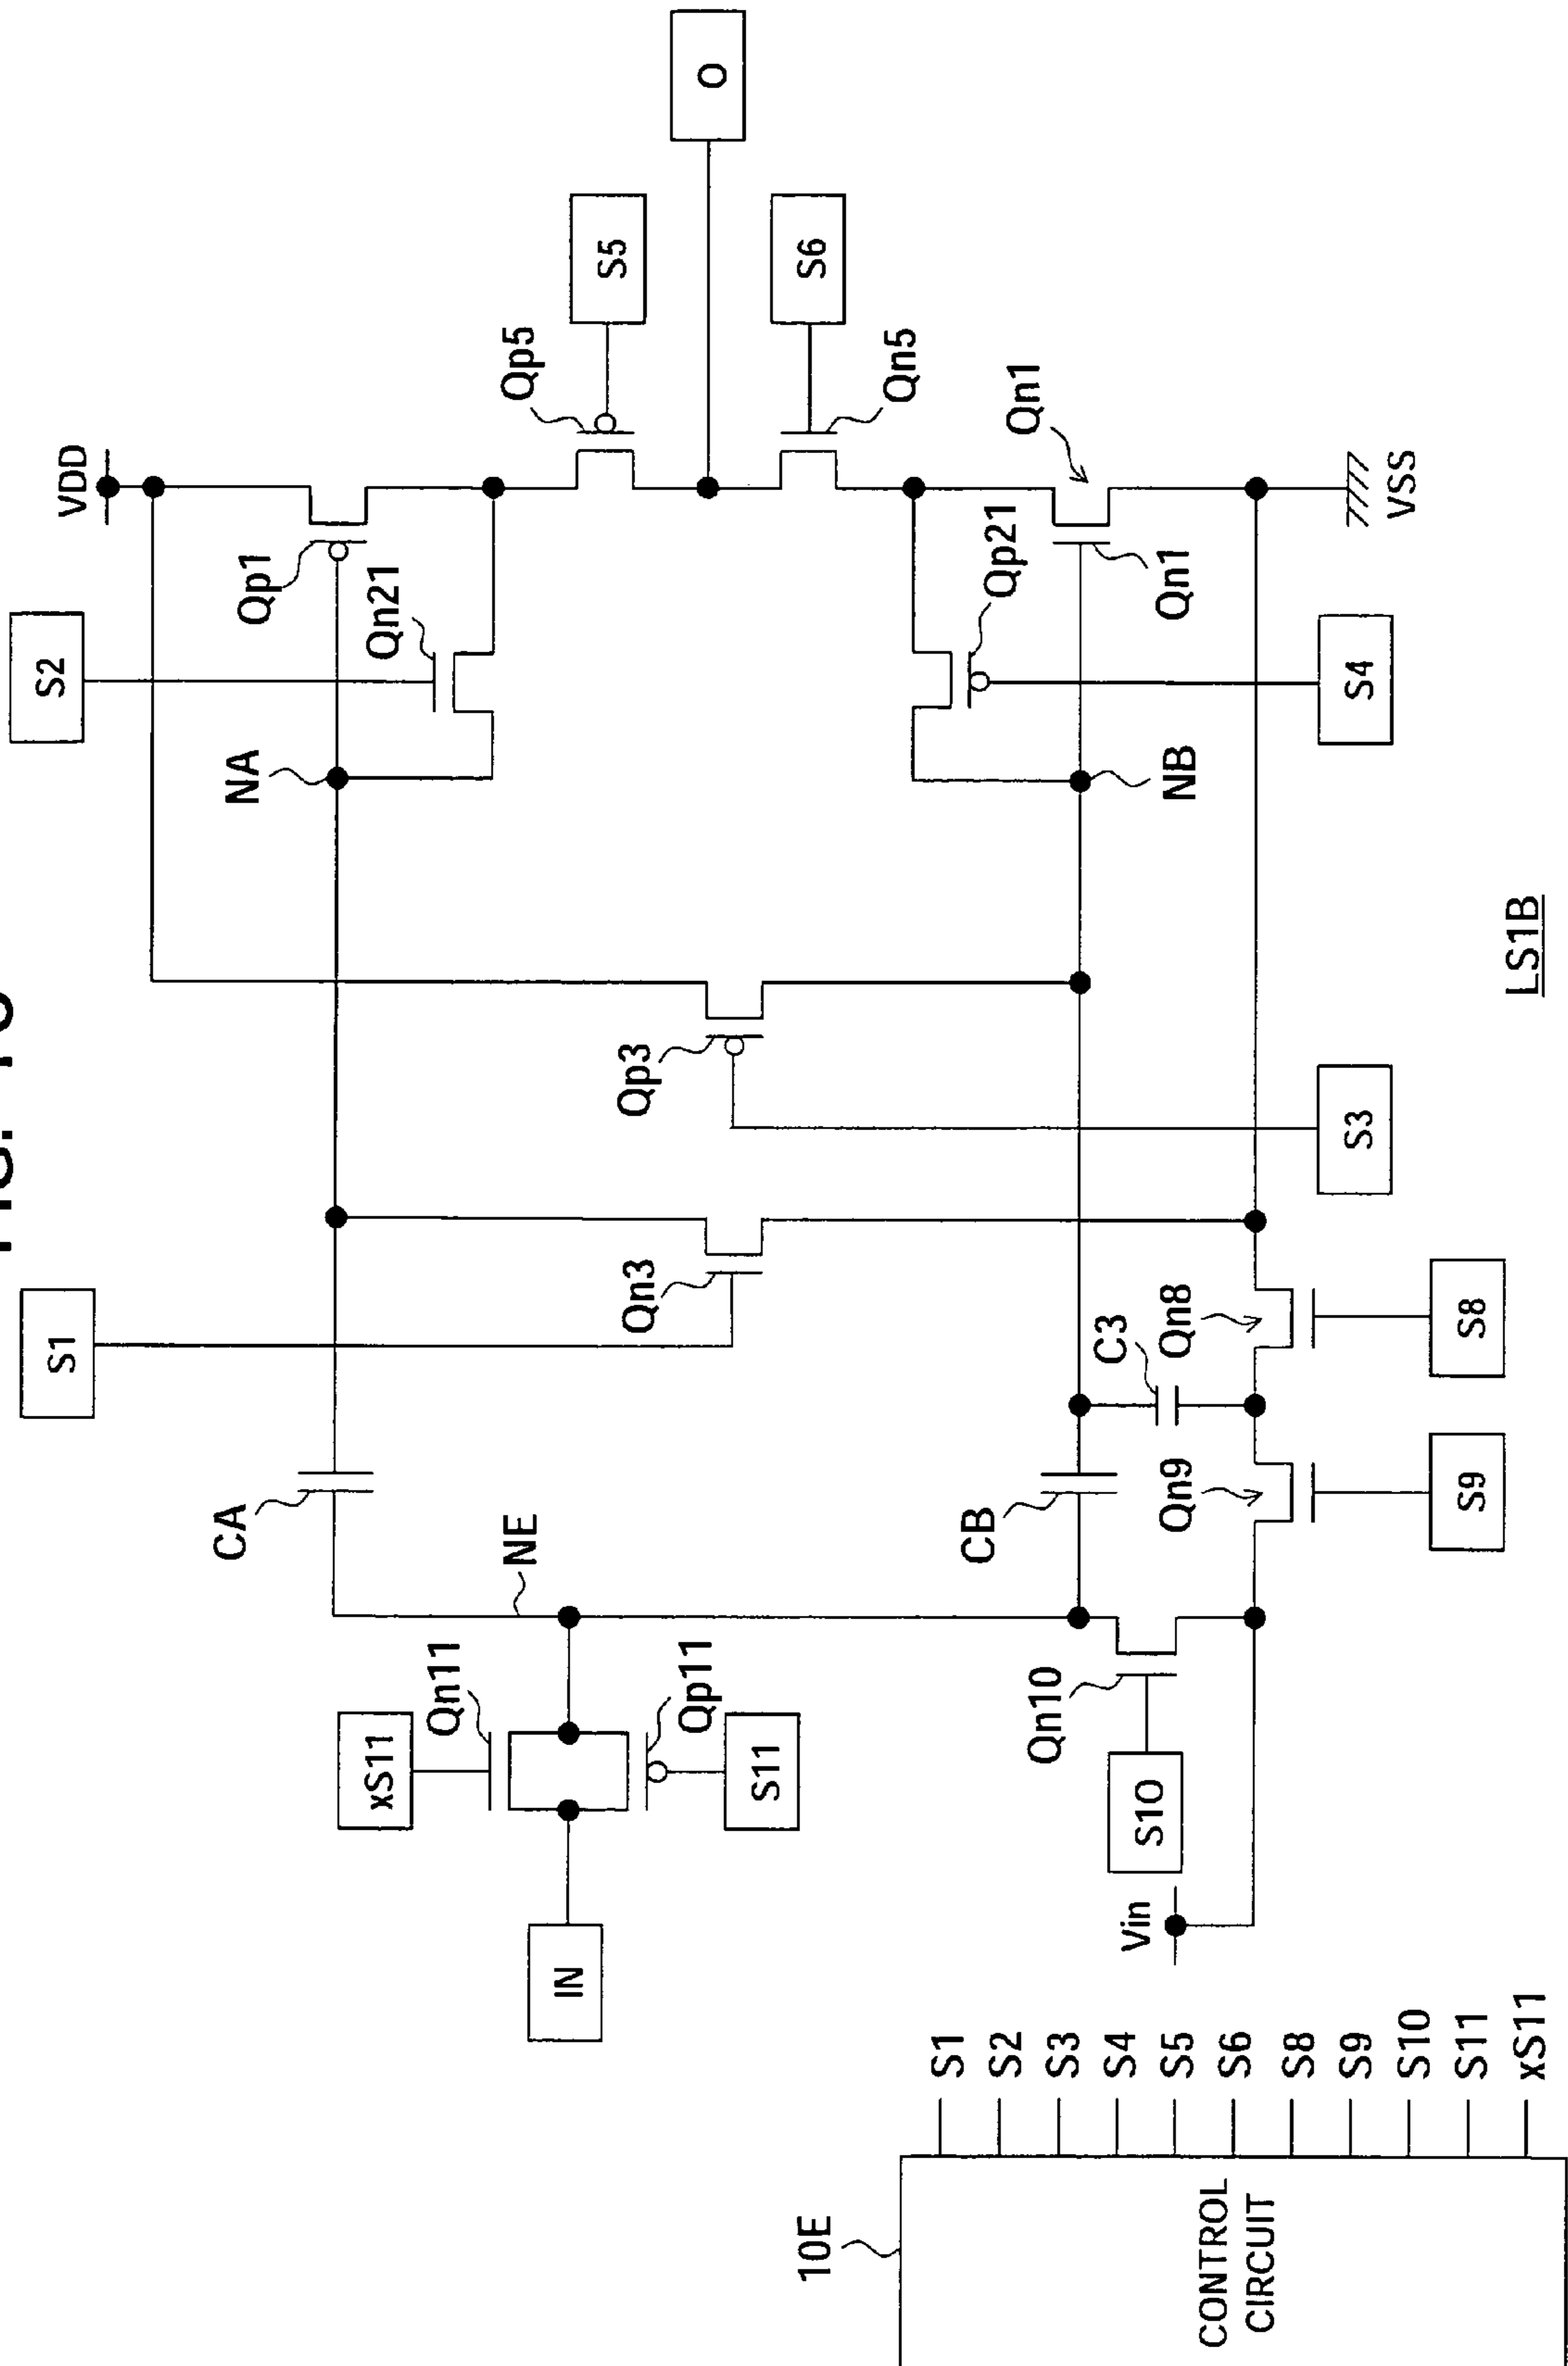 FIG. 10
S1
S2
VDD
CA
NA
Qp1
Qn21
xS11
Qn11
NE
Qp5
S5
IN
Qn3
Qp3
O
Qp11
S11
S6
Qn5
10E
S1
S2
S3
S4
S5
S6
S8
S9
S10
S11
xS11
CONTROL
CIRCUIT
Vin
S10
Qn10
CB
C3
Qn9
Qn8
NB
Qp21
Qn1
Qn1
S9
S8
S3
S4
VSS
LS1B